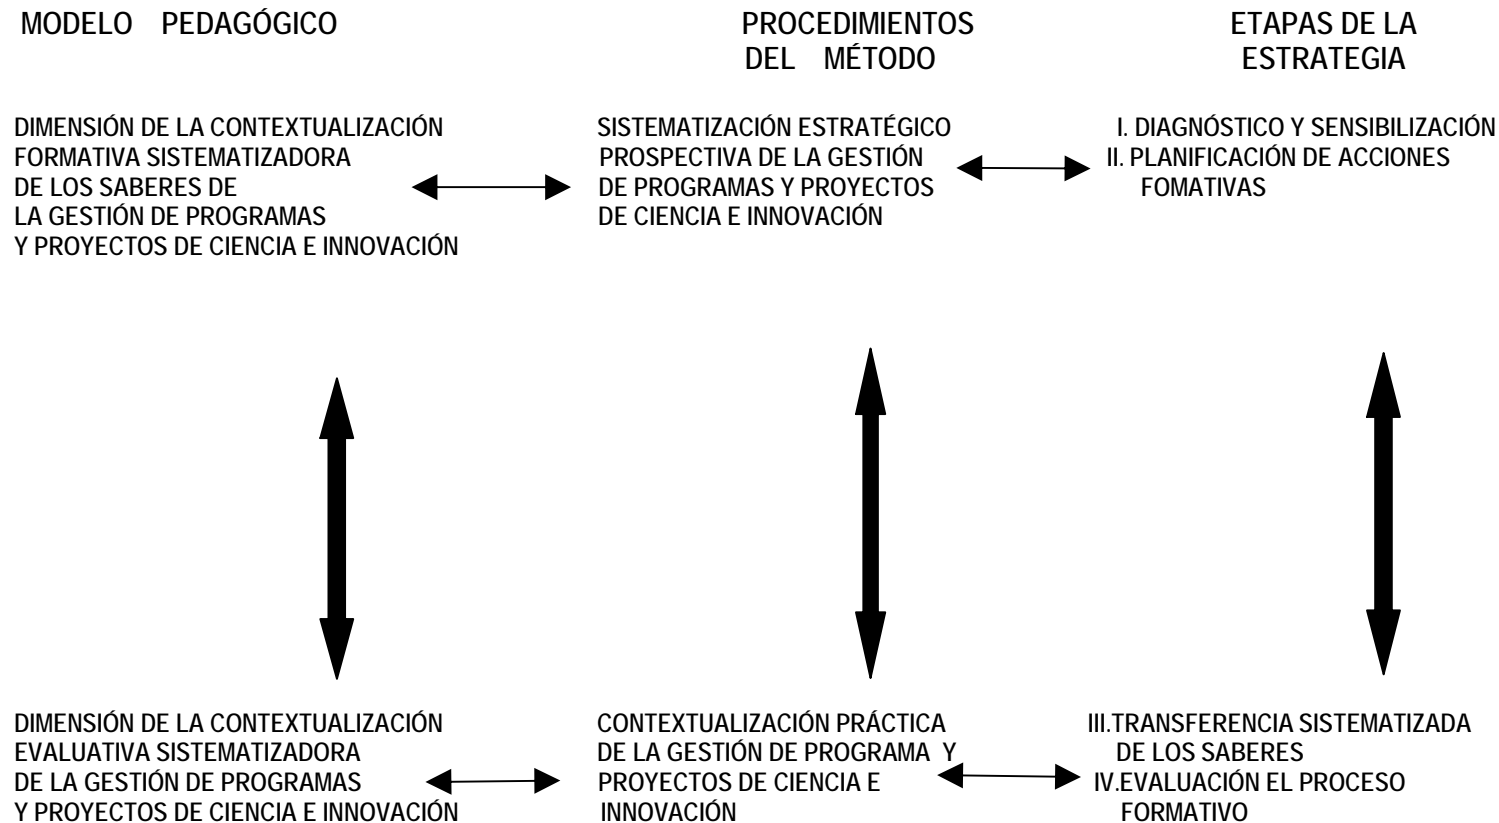 MODELO PEDAGÓGICO
PROCEDIMIENTOS
DEL MÉTODO
ETAPAS DE LA
ESTRATEGIA
DIMENSIÓN DE LA CONTEXTUALIZACIÓN
FORMATIVA SISTEMATIZADORA
DE LOS SABERES DE
LA GESTIÓN DE PROGRAMAS
Y PROYECTOS DE CIENCIA E INNOVACIÓN
SISTEMATIZACIÓN ESTRATÉGICO
PROSPECTIVA DE LA GESTIÓN
DE PROGRAMAS Y PROYECTOS
DE CIENCIA E INNOVACIÓN
I. DIAGNÓSTICO Y SENSIBILIZACIÓN
II. PLANIFICACIÓN DE ACCIONES
FOMATIVAS
DIMENSIÓN DE LA CONTEXTUALIZACIÓN
EVALUATIVA SISTEMATIZADORA
DE LA GESTIÓN DE PROGRAMAS
Y PROYECTOS DE CIENCIA E INNOVACIÓN
CONTEXTUALIZACIÓN PRÁCTICA
DE LA GESTIÓN DE PROGRAMA Y
PROYECTOS DE CIENCIA E
INNOVACIÓN
III.TRANSFERENCIA SISTEMATIZADA
DE LOS SABERES
IV.EVALUACIÓN EL PROCESO
FORMATIVO